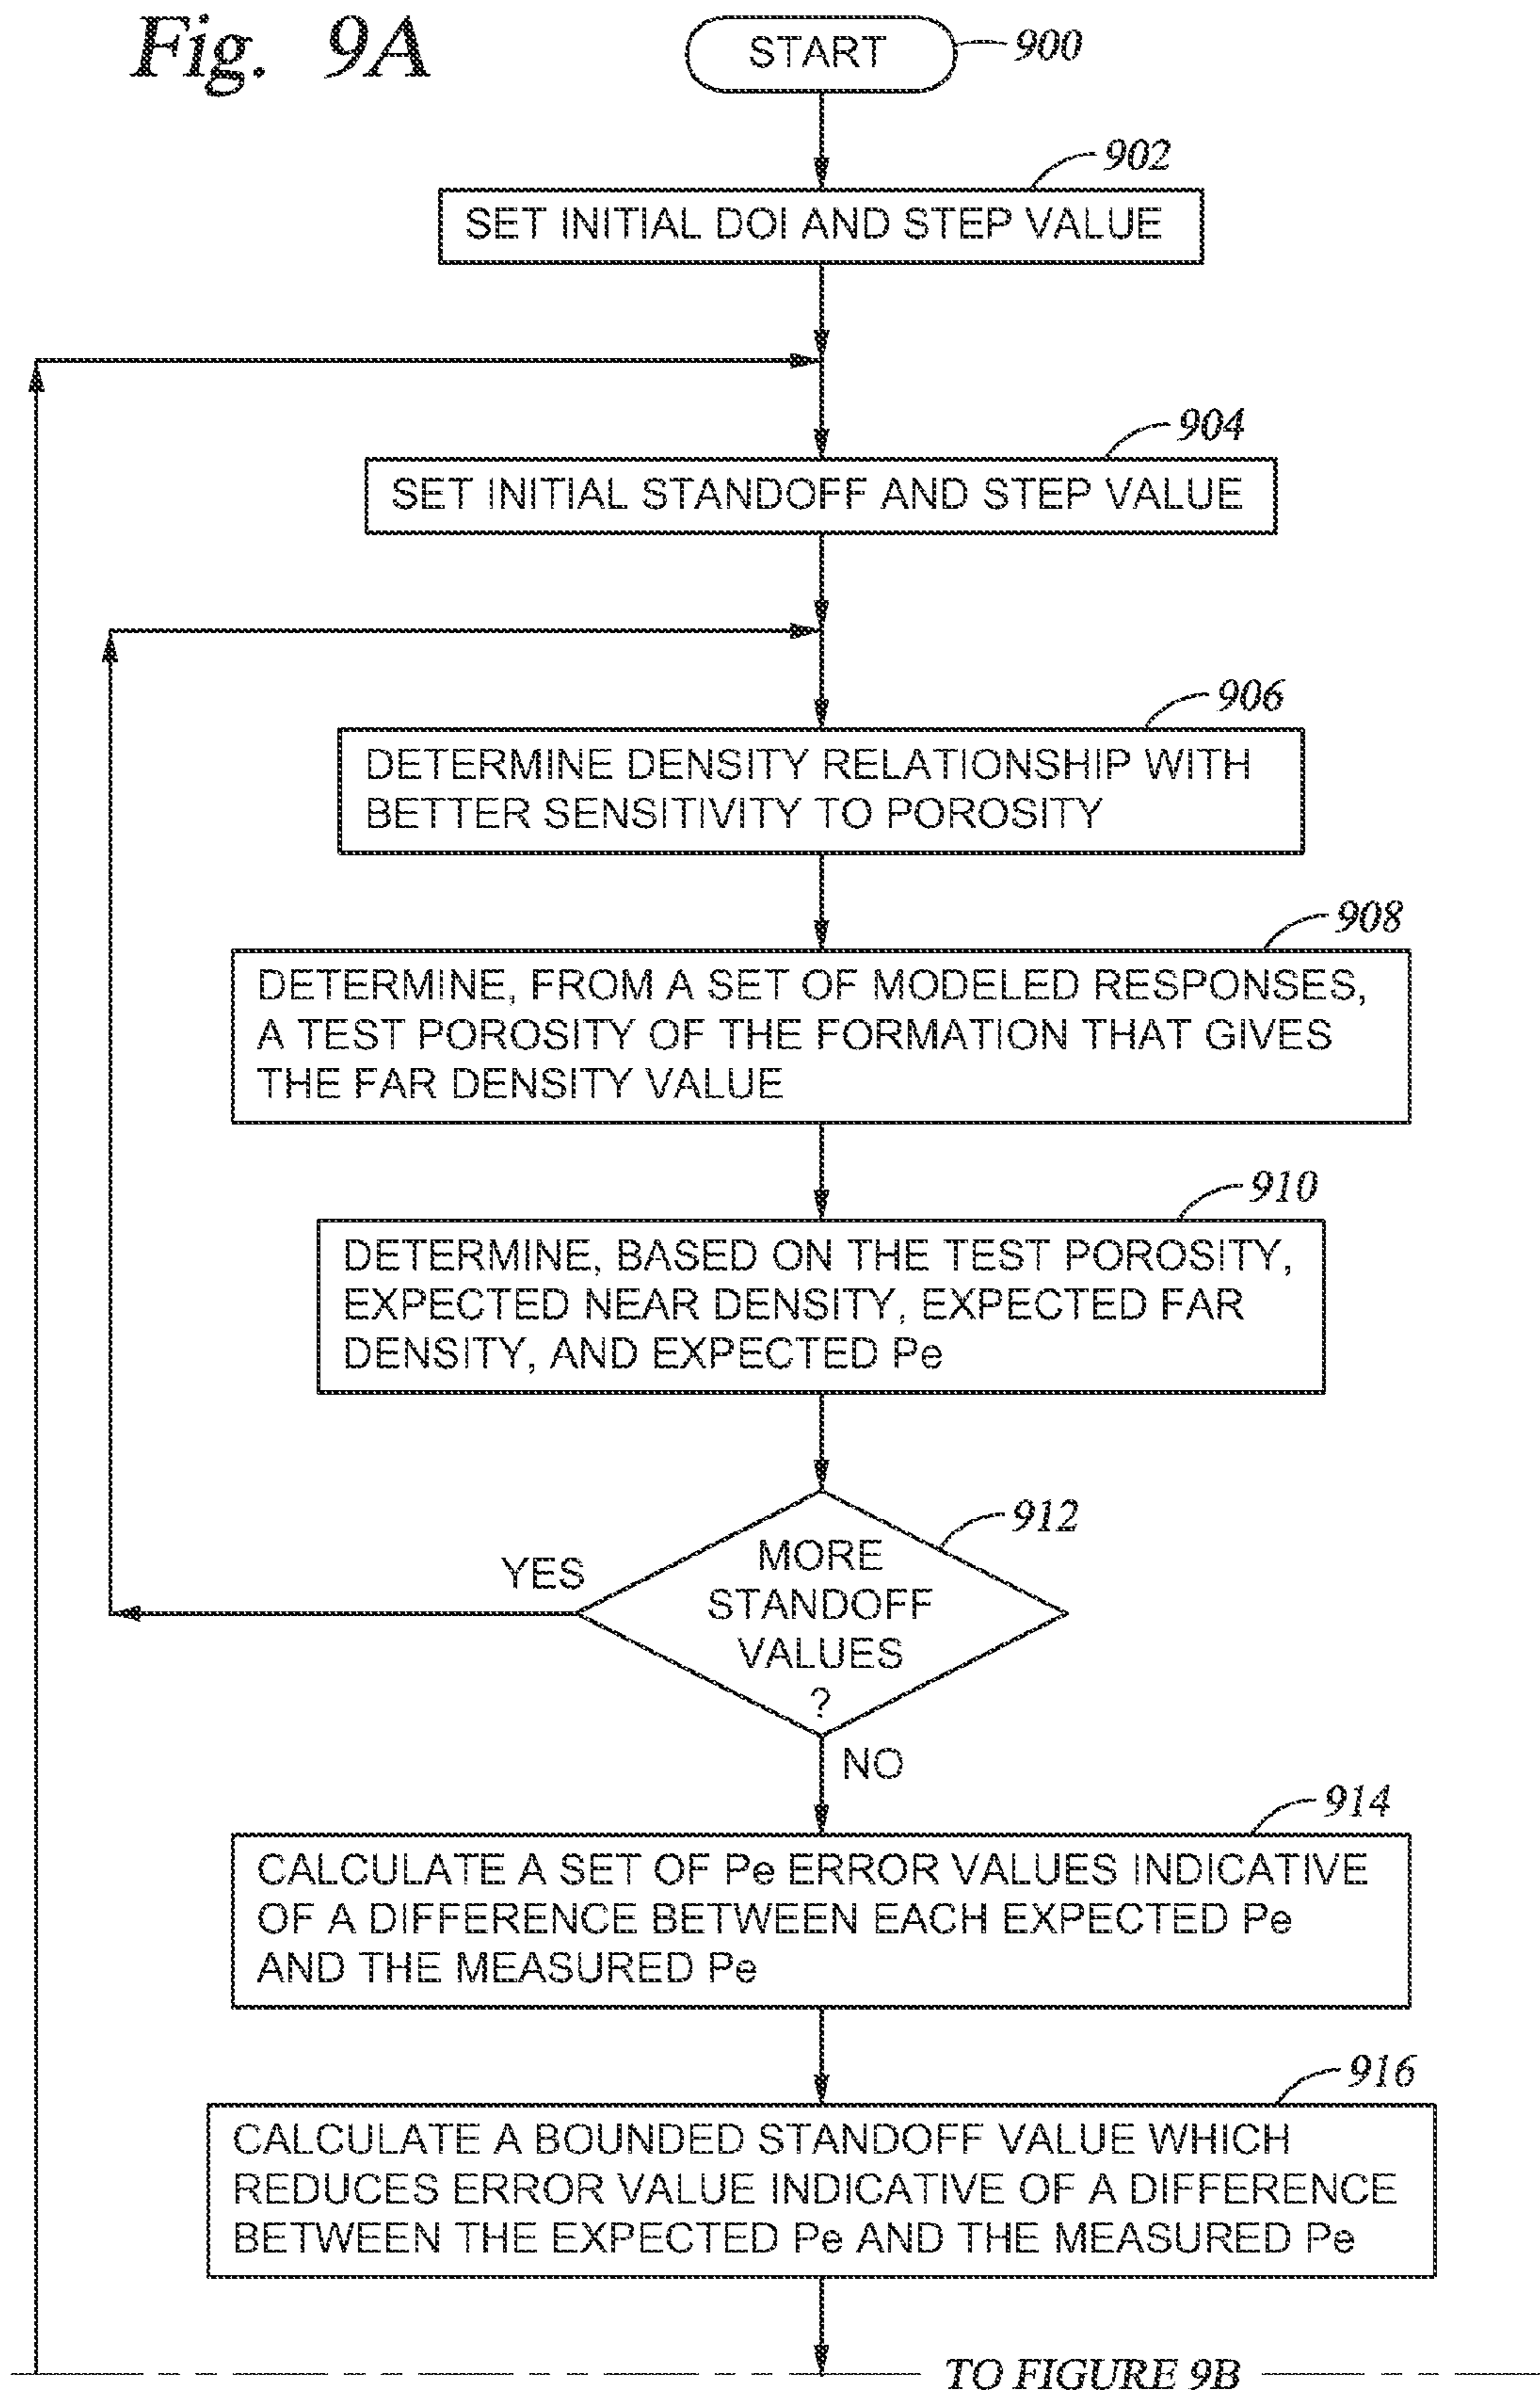 Fig. 9A
START
900
902
SET INITIAL DOI AND STEP VALUE
904
SET INITIAL STANDOFF AND STEP VALUE
906
DETERMINE DENSITY RELATIONSHIP WITH
BETTER SENSITIVITY TO POROSITY
908
DETERMINE, FROM A SET OF MODELED RESPONSES,
A TEST POROSITY OF THE FORMATION THAT GIVES
THE FAR DENSITY VALUE
910
DETERMINE, BASED ON THE TEST POROSITY,
EXPECTED NEAR DENSITY, EXPECTED FAR
DENSITY, AND EXPECTED Pe
912
MORE
STANDOFF
VALUES
?
YES
NO
914
CALCULATE A SET OF Pe ERROR VALUES INDICATIVE
OF A DIFFERENCE BETWEEN EACH EXPECTED Pe
AND THE MEASURED Pe
916
CALCULATE A BOUNDED STANDOFF VALUE WHICH
REDUCES ERROR VALUE INDICATIVE OF A DIFFERENCE
BETWEEN THE EXPECTED Pe AND THE MEASURED Pe
TO FIGURE 9B